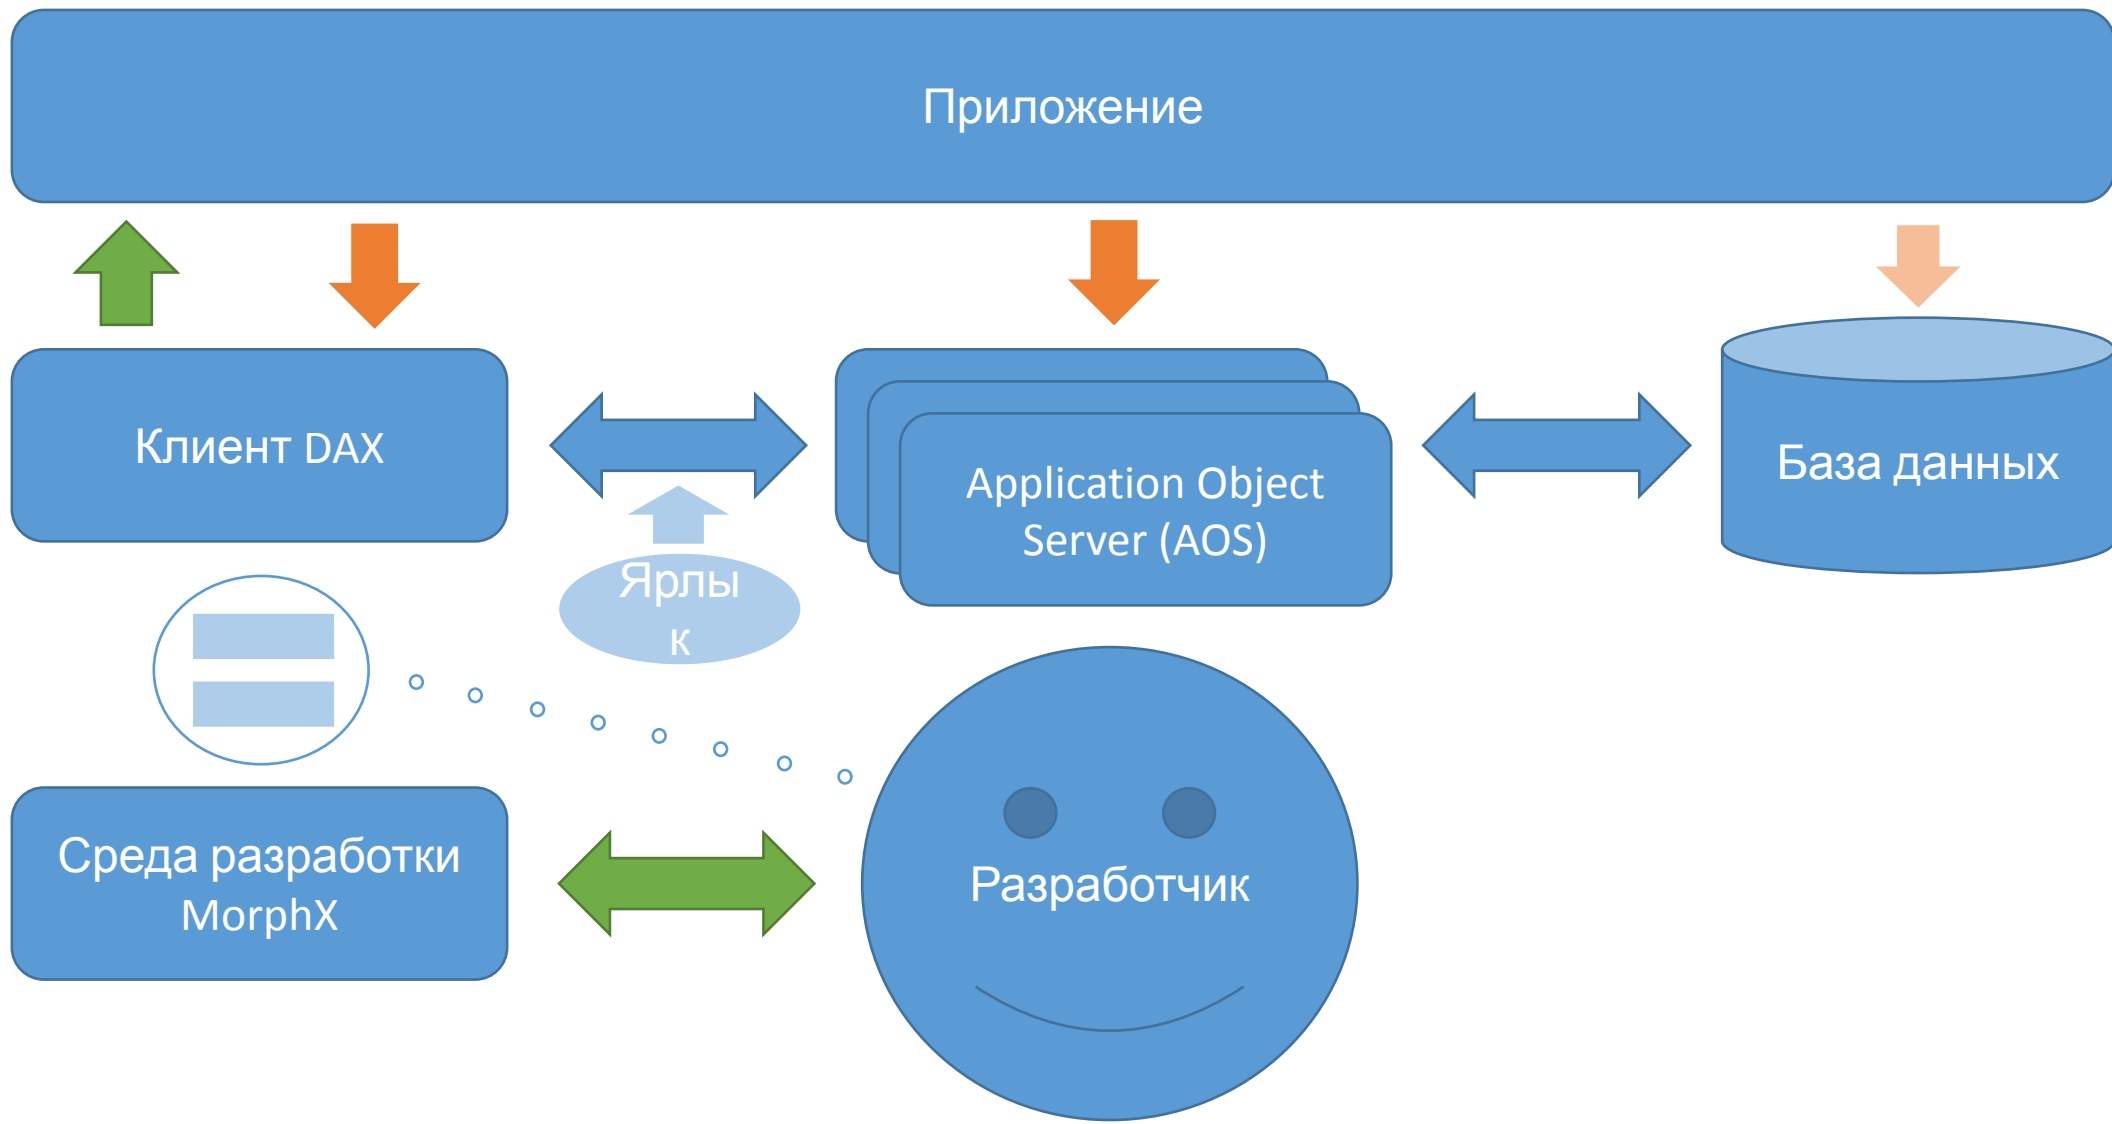 Приложение
Клиент DAX
Application Object
Server (AOS)
База данных
Ярлы
к
Среда разработки
MorphX
Разработчик